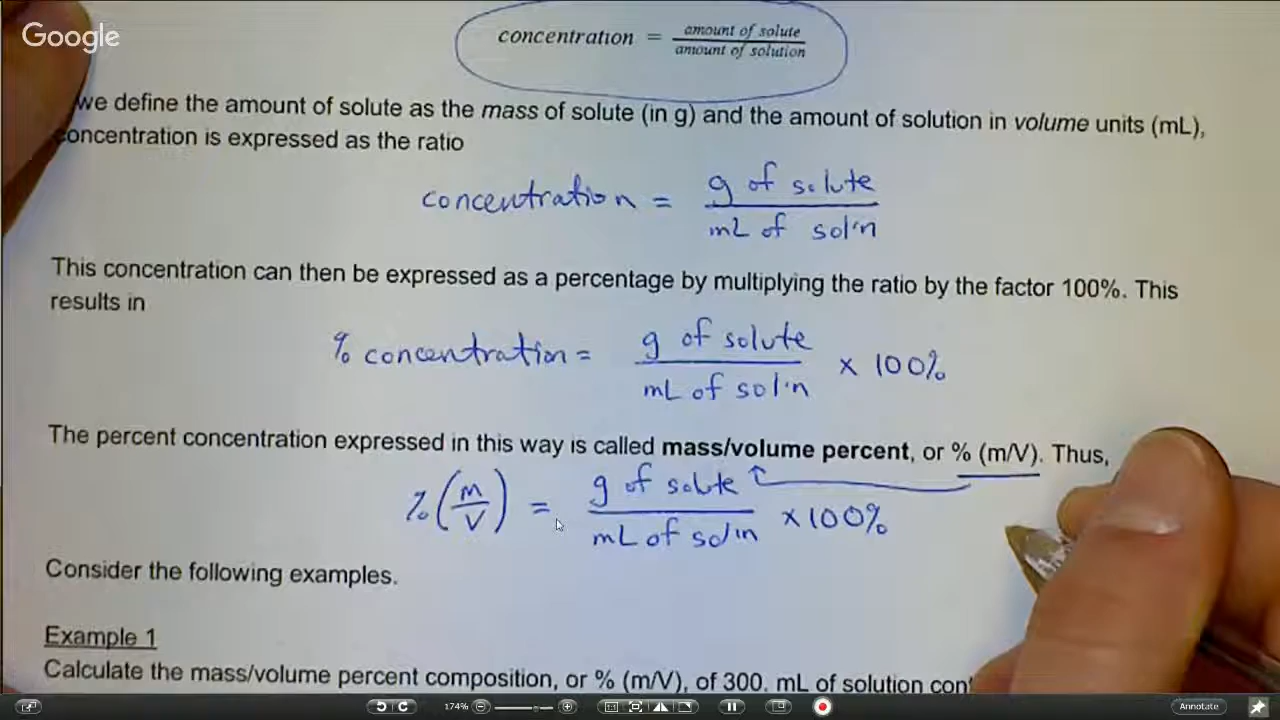 Google
concentration = amount of solute / amount of solution
we define the amount of solute as the mass of solute (in g) and the amount of solution in volume units (mL),
concentration is expressed as the ratio
concentration = g of solute / mL of sol'n
This concentration can then be expressed as a percentage by multiplying the ratio by the factor 100%. This
results in
% concentration = g of solute / mL of sol'n x 100%
The percent concentration expressed in this way is called mass/volume percent, or % (m/V). Thus,
% (m/V) = g of solute / mL of sol'n x 100%
Consider the following examples.
Example 1
Calculate the mass/volume percent composition, or % (m/V), of 300. mL of solution
174%
Annotate